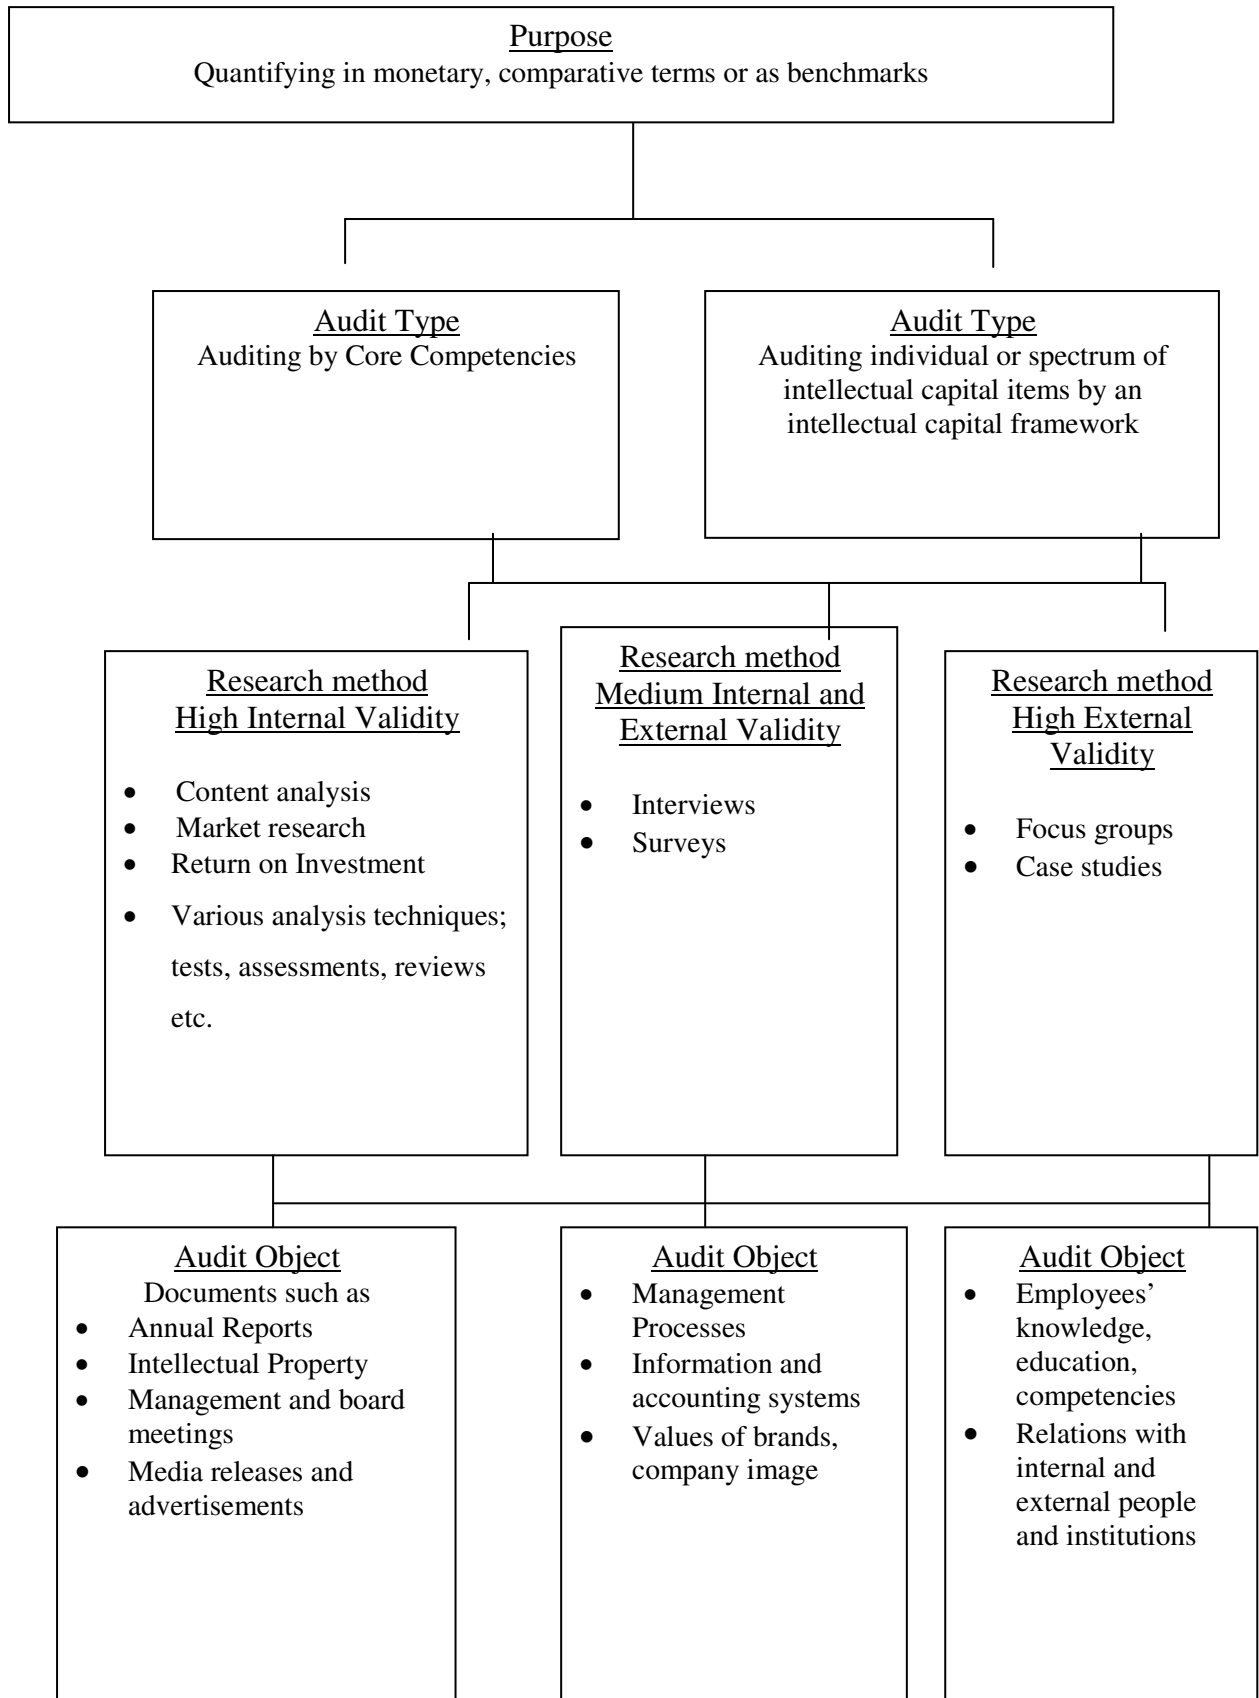 Purpose
Quantifying in monetary, comparative terms or as benchmarks
Audit Type
Auditing by Core Competencies
Audit Type
Auditing individual or spectrum of
intellectual capital items by an
intellectual capital framework
Research method
High Internal Validity
• Content analysis
• Market research
• Return on Investment
• Various analysis techniques;
tests, assessments, reviews
etc.
Research method
Medium Internal and
External Validity
• Interviews
• Surveys
Research method
High External
Validity
• Focus groups
• Case studies
Audit Object
Documents such as
• Annual Reports
• Intellectual Property
• Management and board
meetings
• Media releases and
advertisements
Audit Object
• Management
Processes
• Information and
accounting systems
• Values of brands,
company image
Audit Object
• Employees’
knowledge,
education,
competencies
• Relations with
internal and
external people
and institutions